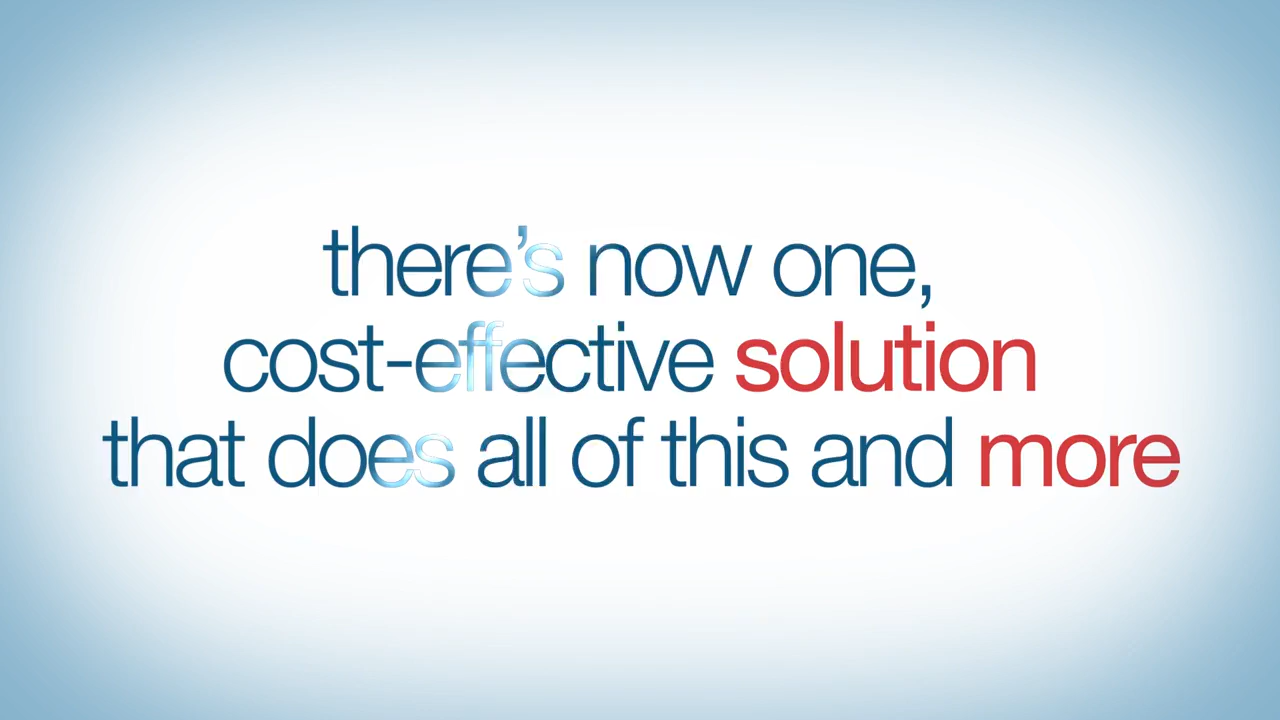 there’s now one,
cost-effective solution
that does all of this and more